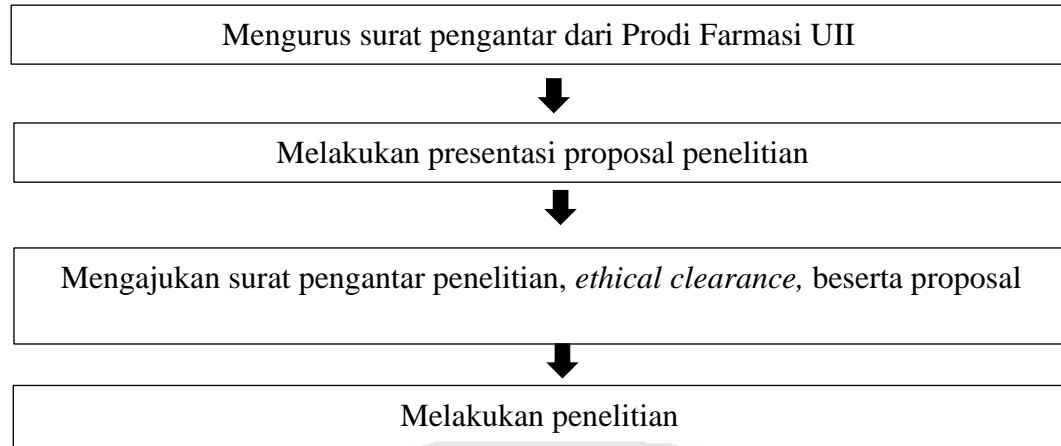 Mengurus surat pengantar dari Prodi Farmasi UII
Melakukan presentasi proposal penelitian
Mengajukan surat pengantar penelitian, ethical clearance, beserta proposal
Melakukan penelitian